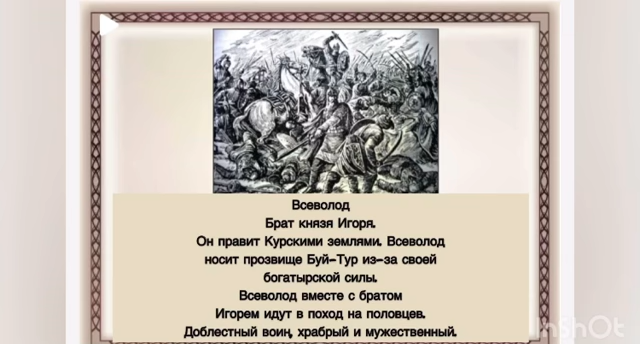 Всеволод
Брат князя Игоря.
Он правит Курскими землями. Всеволод
носит прозвище Буй-Тур из-за своей
богатырской силы.
Всеволод вместе с братом
Игорем идут в поход на половцев.
Доблестный воин, храбрый и мужественный.
InShOt